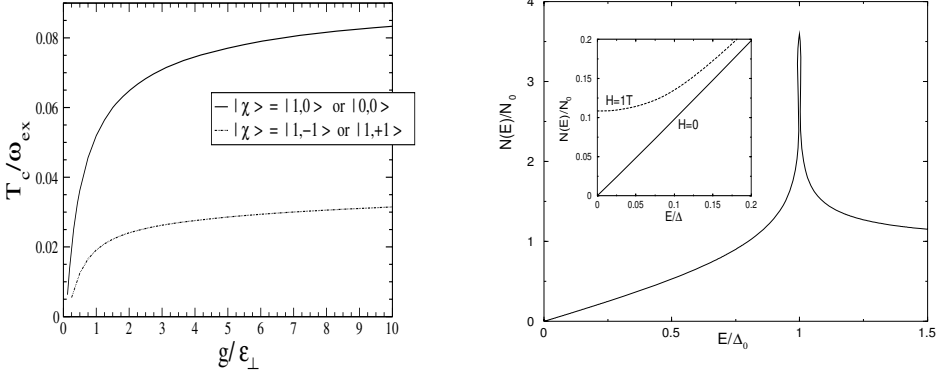 0.08
0.06
0.04
0.02
0
T_c/ω_ex
0 1 2 3 4 5 6 7 8 9 10
g/ε_⊥
| χ > = | 1,0 > or | 0,0 >
| χ > = | 1,-1 > or | 1,+1 >
4
3
2
1
0
N(E)/N_0
0 0.5 1 1.5
E/Δ_0
0.2
0.15
0.1
0.05
0
N(E)/N_0
H=1T
H=0
0 0.05 0.1 0.15 0.2
E/Δ